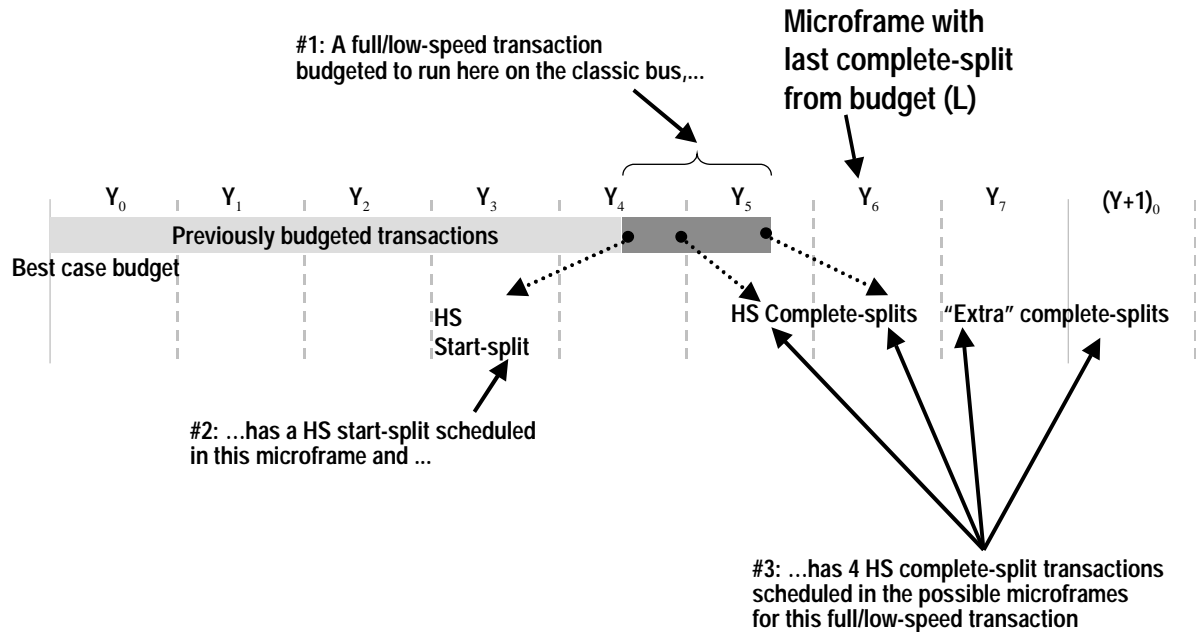 #1: A full/low-speed transaction
budgeted to run here on the classic bus,...
Microframe with
last complete-split
from budget (L)
Y₀ Y₁ Y₂ Y₃ Y₄ Y₅ Y₆ Y₇ (Y+1)₀
Previously budgeted transactions
Best case budget
HS
Start-split
HS Complete-splits
“Extra” complete-splits
#2: ...has a HS start-split scheduled
in this microframe and ...
#3: ...has 4 HS complete-split transactions
scheduled in the possible microframes
for this full/low-speed transaction